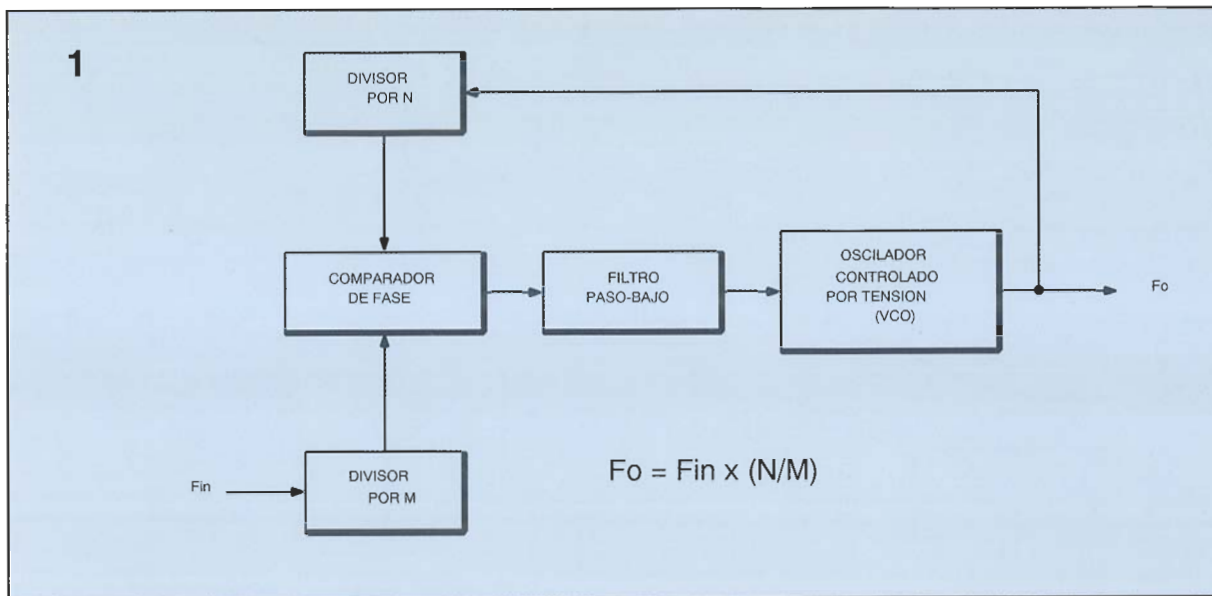 1
DIVISOR
POR N
COMPARADOR
DE FASE
FILTRO
PASO-BAJO
OSCILADOR
CONTROLADO
POR TENSION
(VCO)
Fo
Fin
DIVISOR
POR M
Fo = Fin x (N/M)